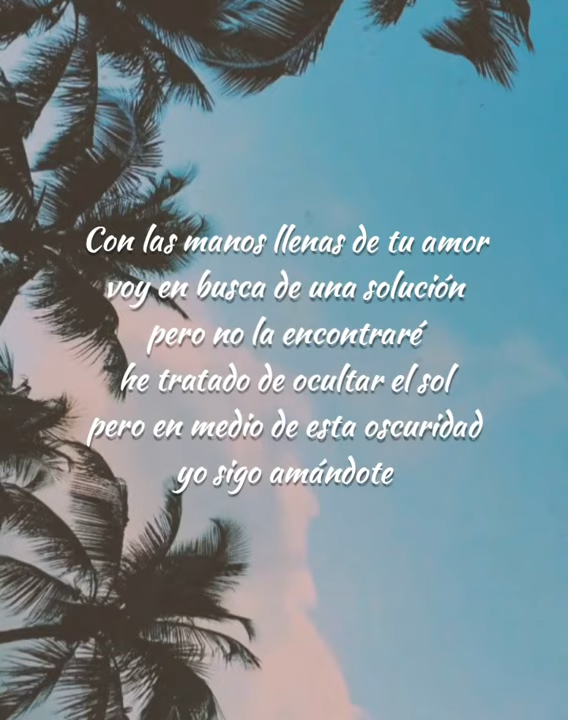 Con las manos llenas de tu amor
voy en busca de una solución
pero no la encontraré
he tratado de ocultar el sol
pero en medio de esta oscuridad
yo sigo amándote